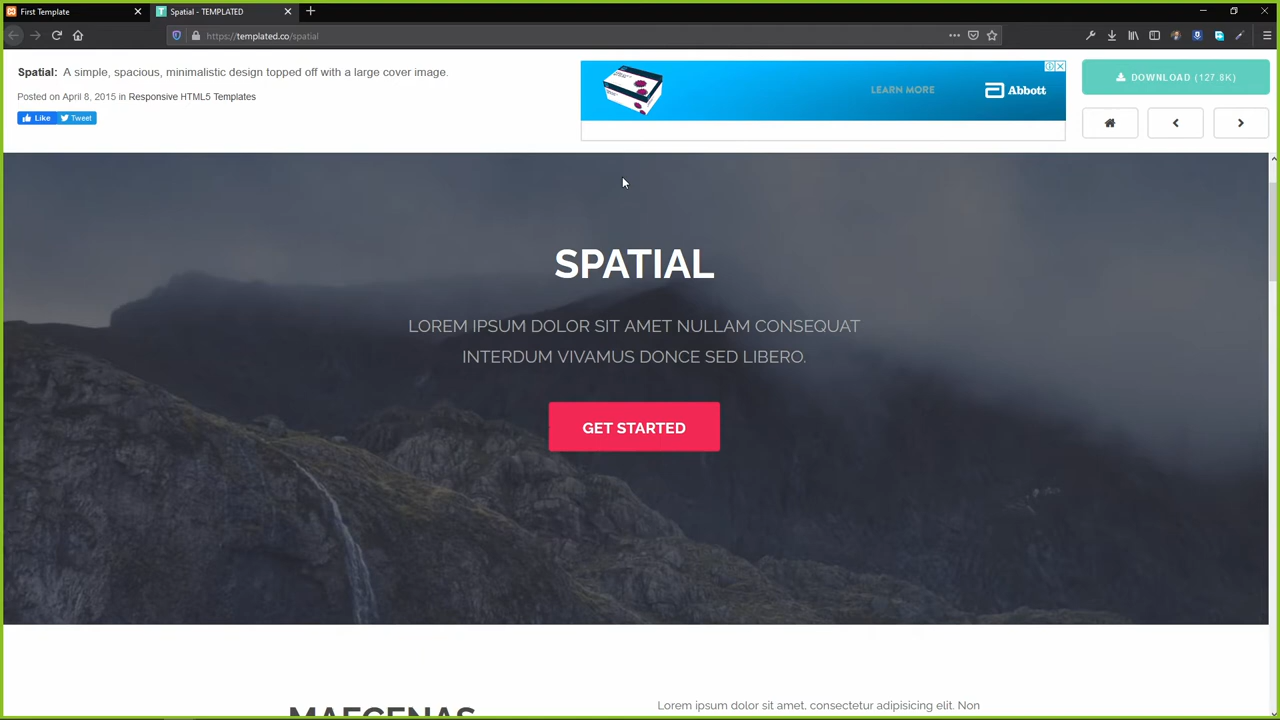 First Template
Spatial - TEMPLATED
https://templated.co/spatial
Spatial: A simple, spacious, minimalistic design topped off with a large cover image.
Posted on April 8, 2015 in Responsive HTML5 Templates
Like
Tweet
LEARN MORE
Abbott
DOWNLOAD (127.8K)
SPATIAL
LOREM IPSUM DOLOR SIT AMET NULLAM CONSEQUAT
INTERDUM VIVAMUS DONCE SED LIBERO.
GET STARTED
MAECENAS
Lorem ipsum dolor sit amet, consectetur adipisicing elit. Non